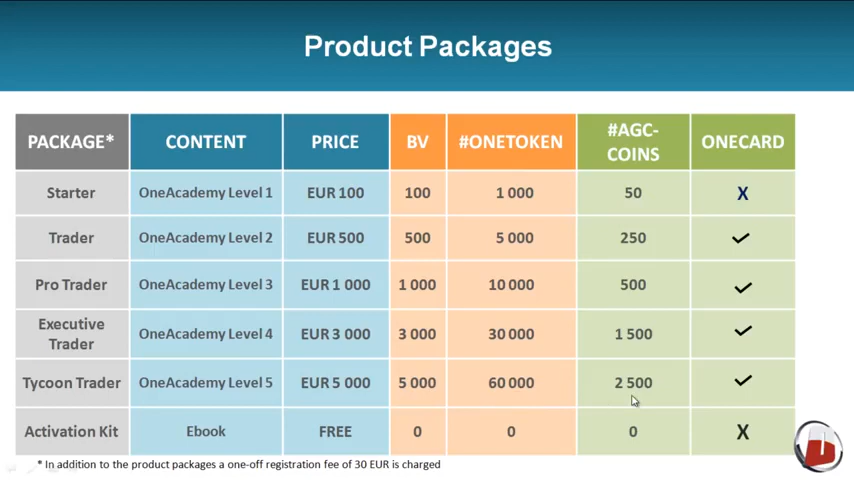 Product Packages
PACKAGE* CONTENT PRICE BV #ONETOKEN #AGC-COINS ONECARD
Starter OneAcademy Level 1 EUR 100 100 1 000 50 X
Trader OneAcademy Level 2 EUR 500 500 5 000 250 ✓
Pro Trader OneAcademy Level 3 EUR 1 000 1 000 10 000 500 ✓
Executive Trader OneAcademy Level 4 EUR 3 000 3 000 30 000 1 500 ✓
Tycoon Trader OneAcademy Level 5 EUR 5 000 5 000 60 000 2 500 ✓
Activation Kit Ebook FREE 0 0 0 X
* In addition to the product packages a one-off registration fee of 30 EUR is charged